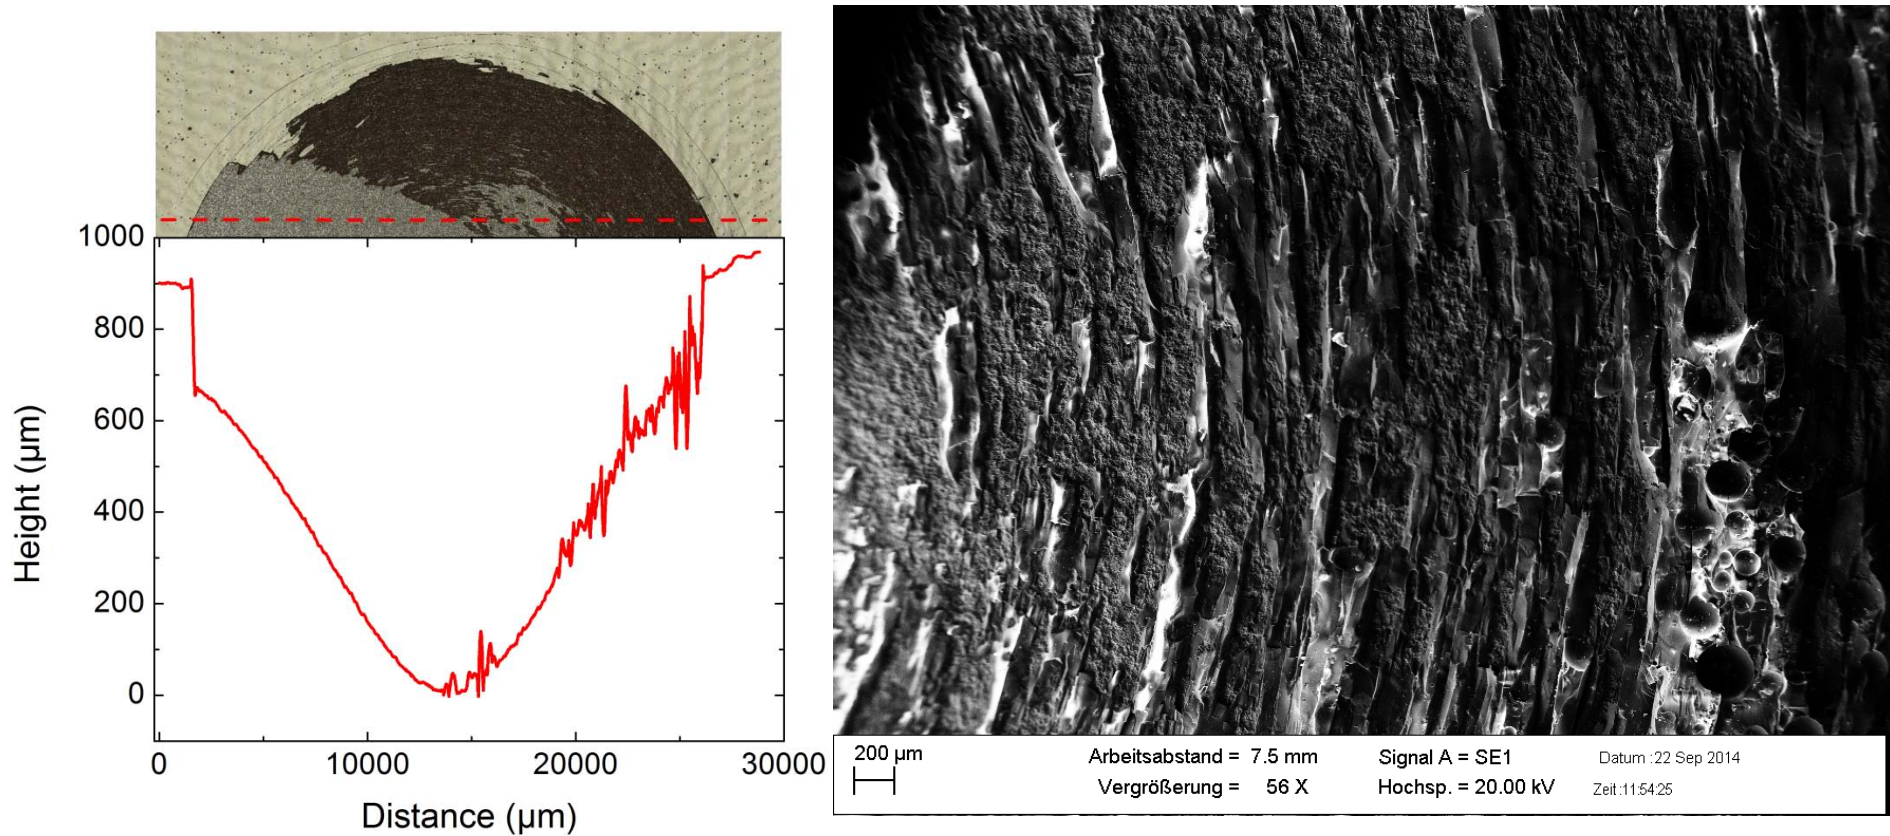 1000
800
600
400
200
0
Height (µm)
0 10000 20000 30000
Distance (µm)
200 µm
Arbeitsabstand = 7.5 mm Signal A = SE1 Datum :22 Sep 2014
Vergrößerung = 56 X Hochsp. = 20.00 kV Zeit :11:54:25